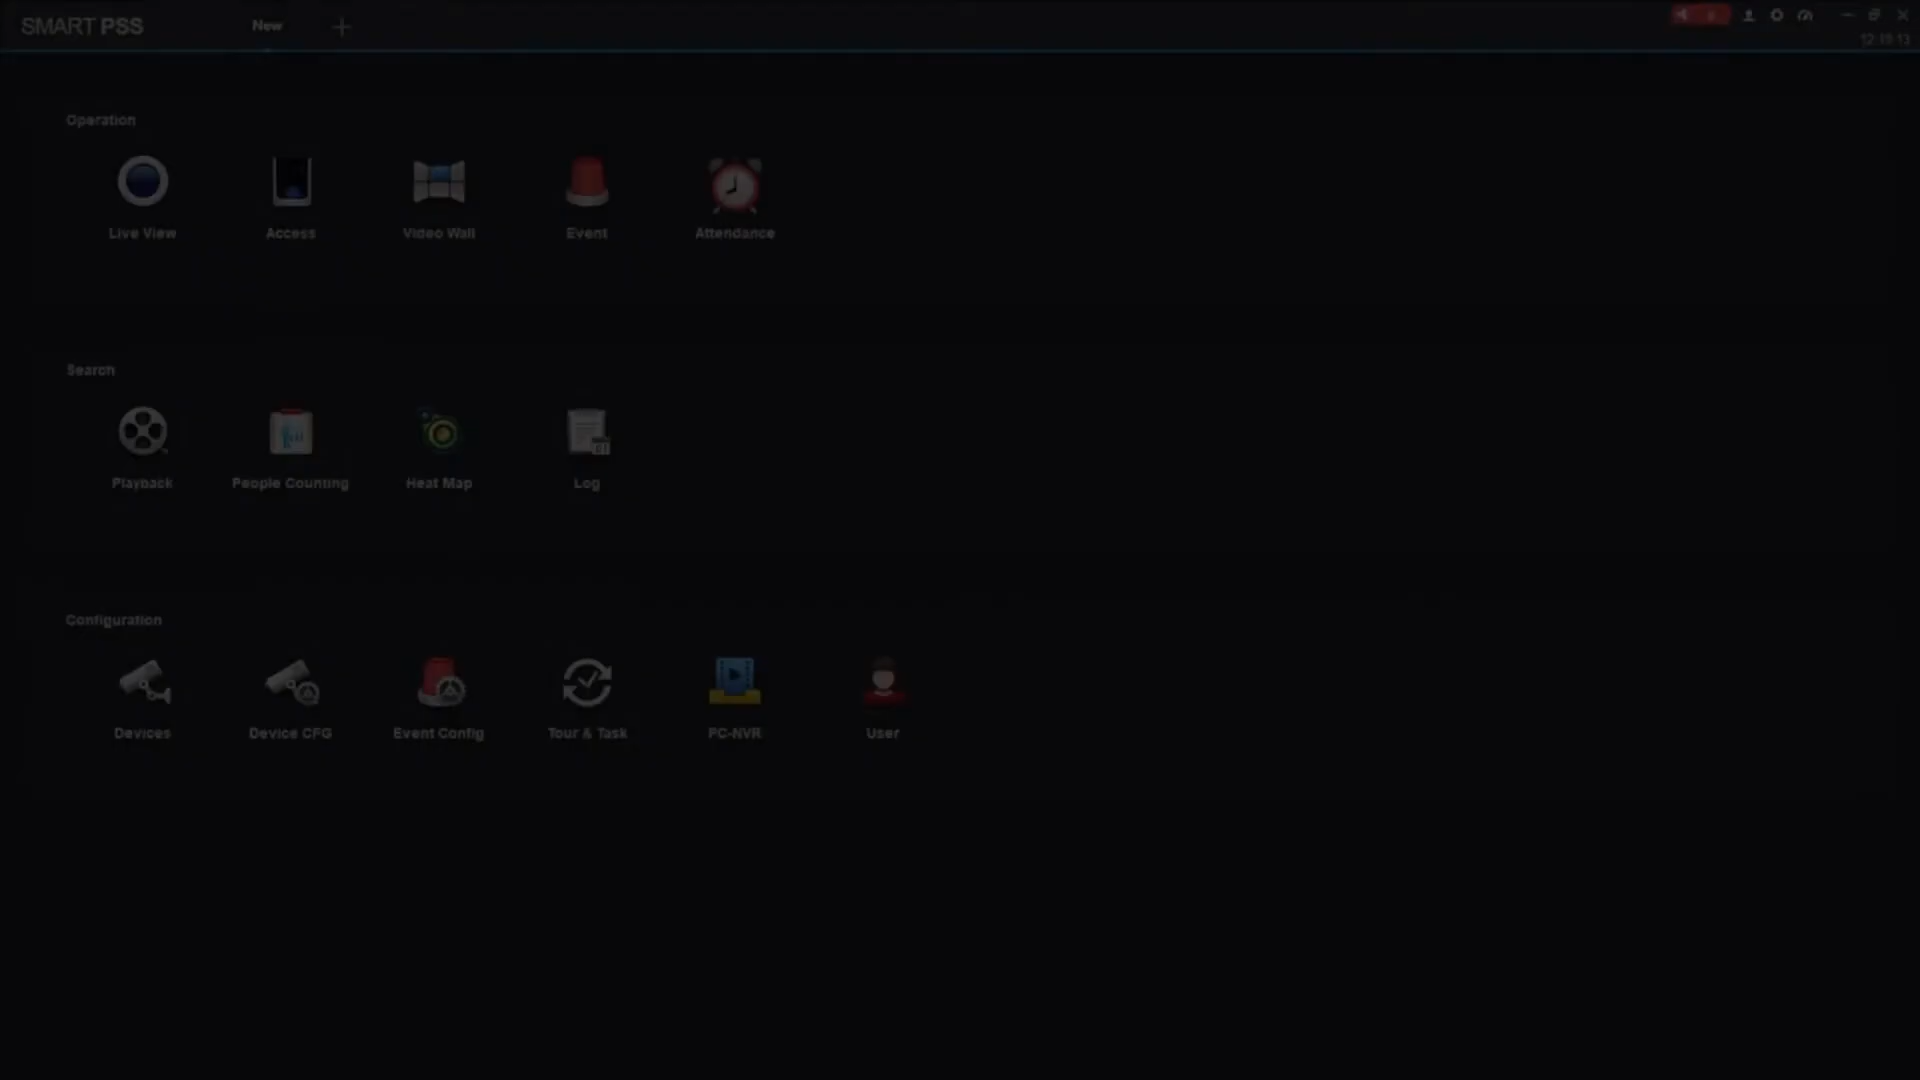 SMART PSS
New
Operation
Live View
Access
Video Wall
Event
Attendance
Search
Playback
People Counting
Heat Map
Log
Configuration
Devices
Device CFG
Event Config
Tour & Task
PC-NVR
User